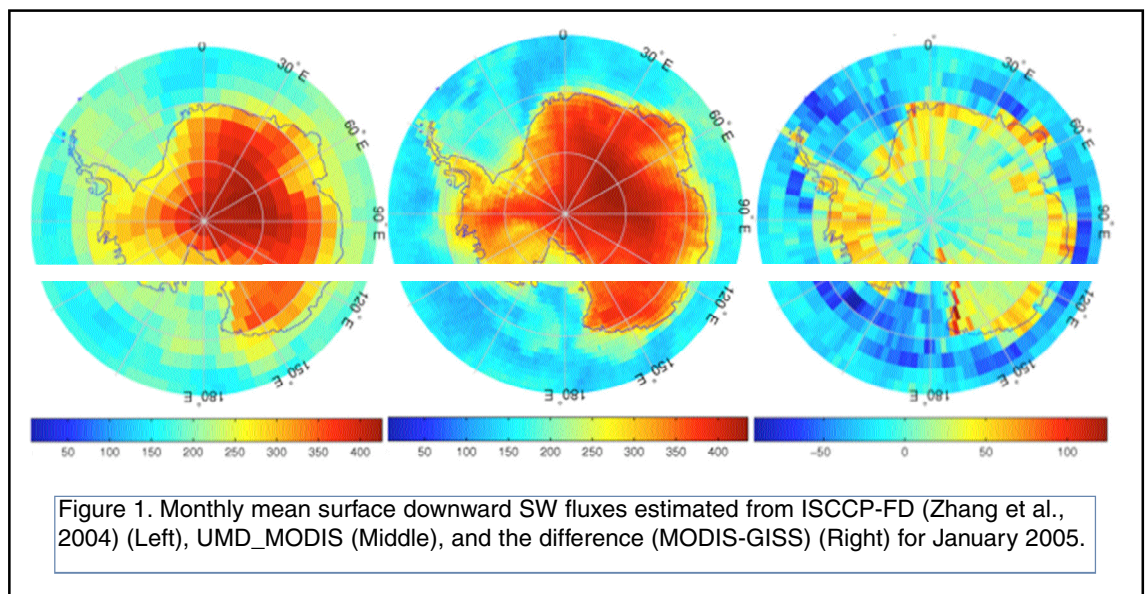 0
30° E
60° E
90° E
120° E
150° E
180° E
0
30° E
60° E
90° E
120° E
150° E
180° E
0°
30° E
60° E
90° E
120° E
150° E
180° E
50 100 150 200 250 300 350 400
50 100 150 200 250 300 350 400
-50 0 50 100
Figure 1. Monthly mean surface downward SW fluxes estimated from ISCCP-FD (Zhang et al.,
2004) (Left), UMD_MODIS (Middle), and the difference (MODIS-GISS) (Right) for January 2005.